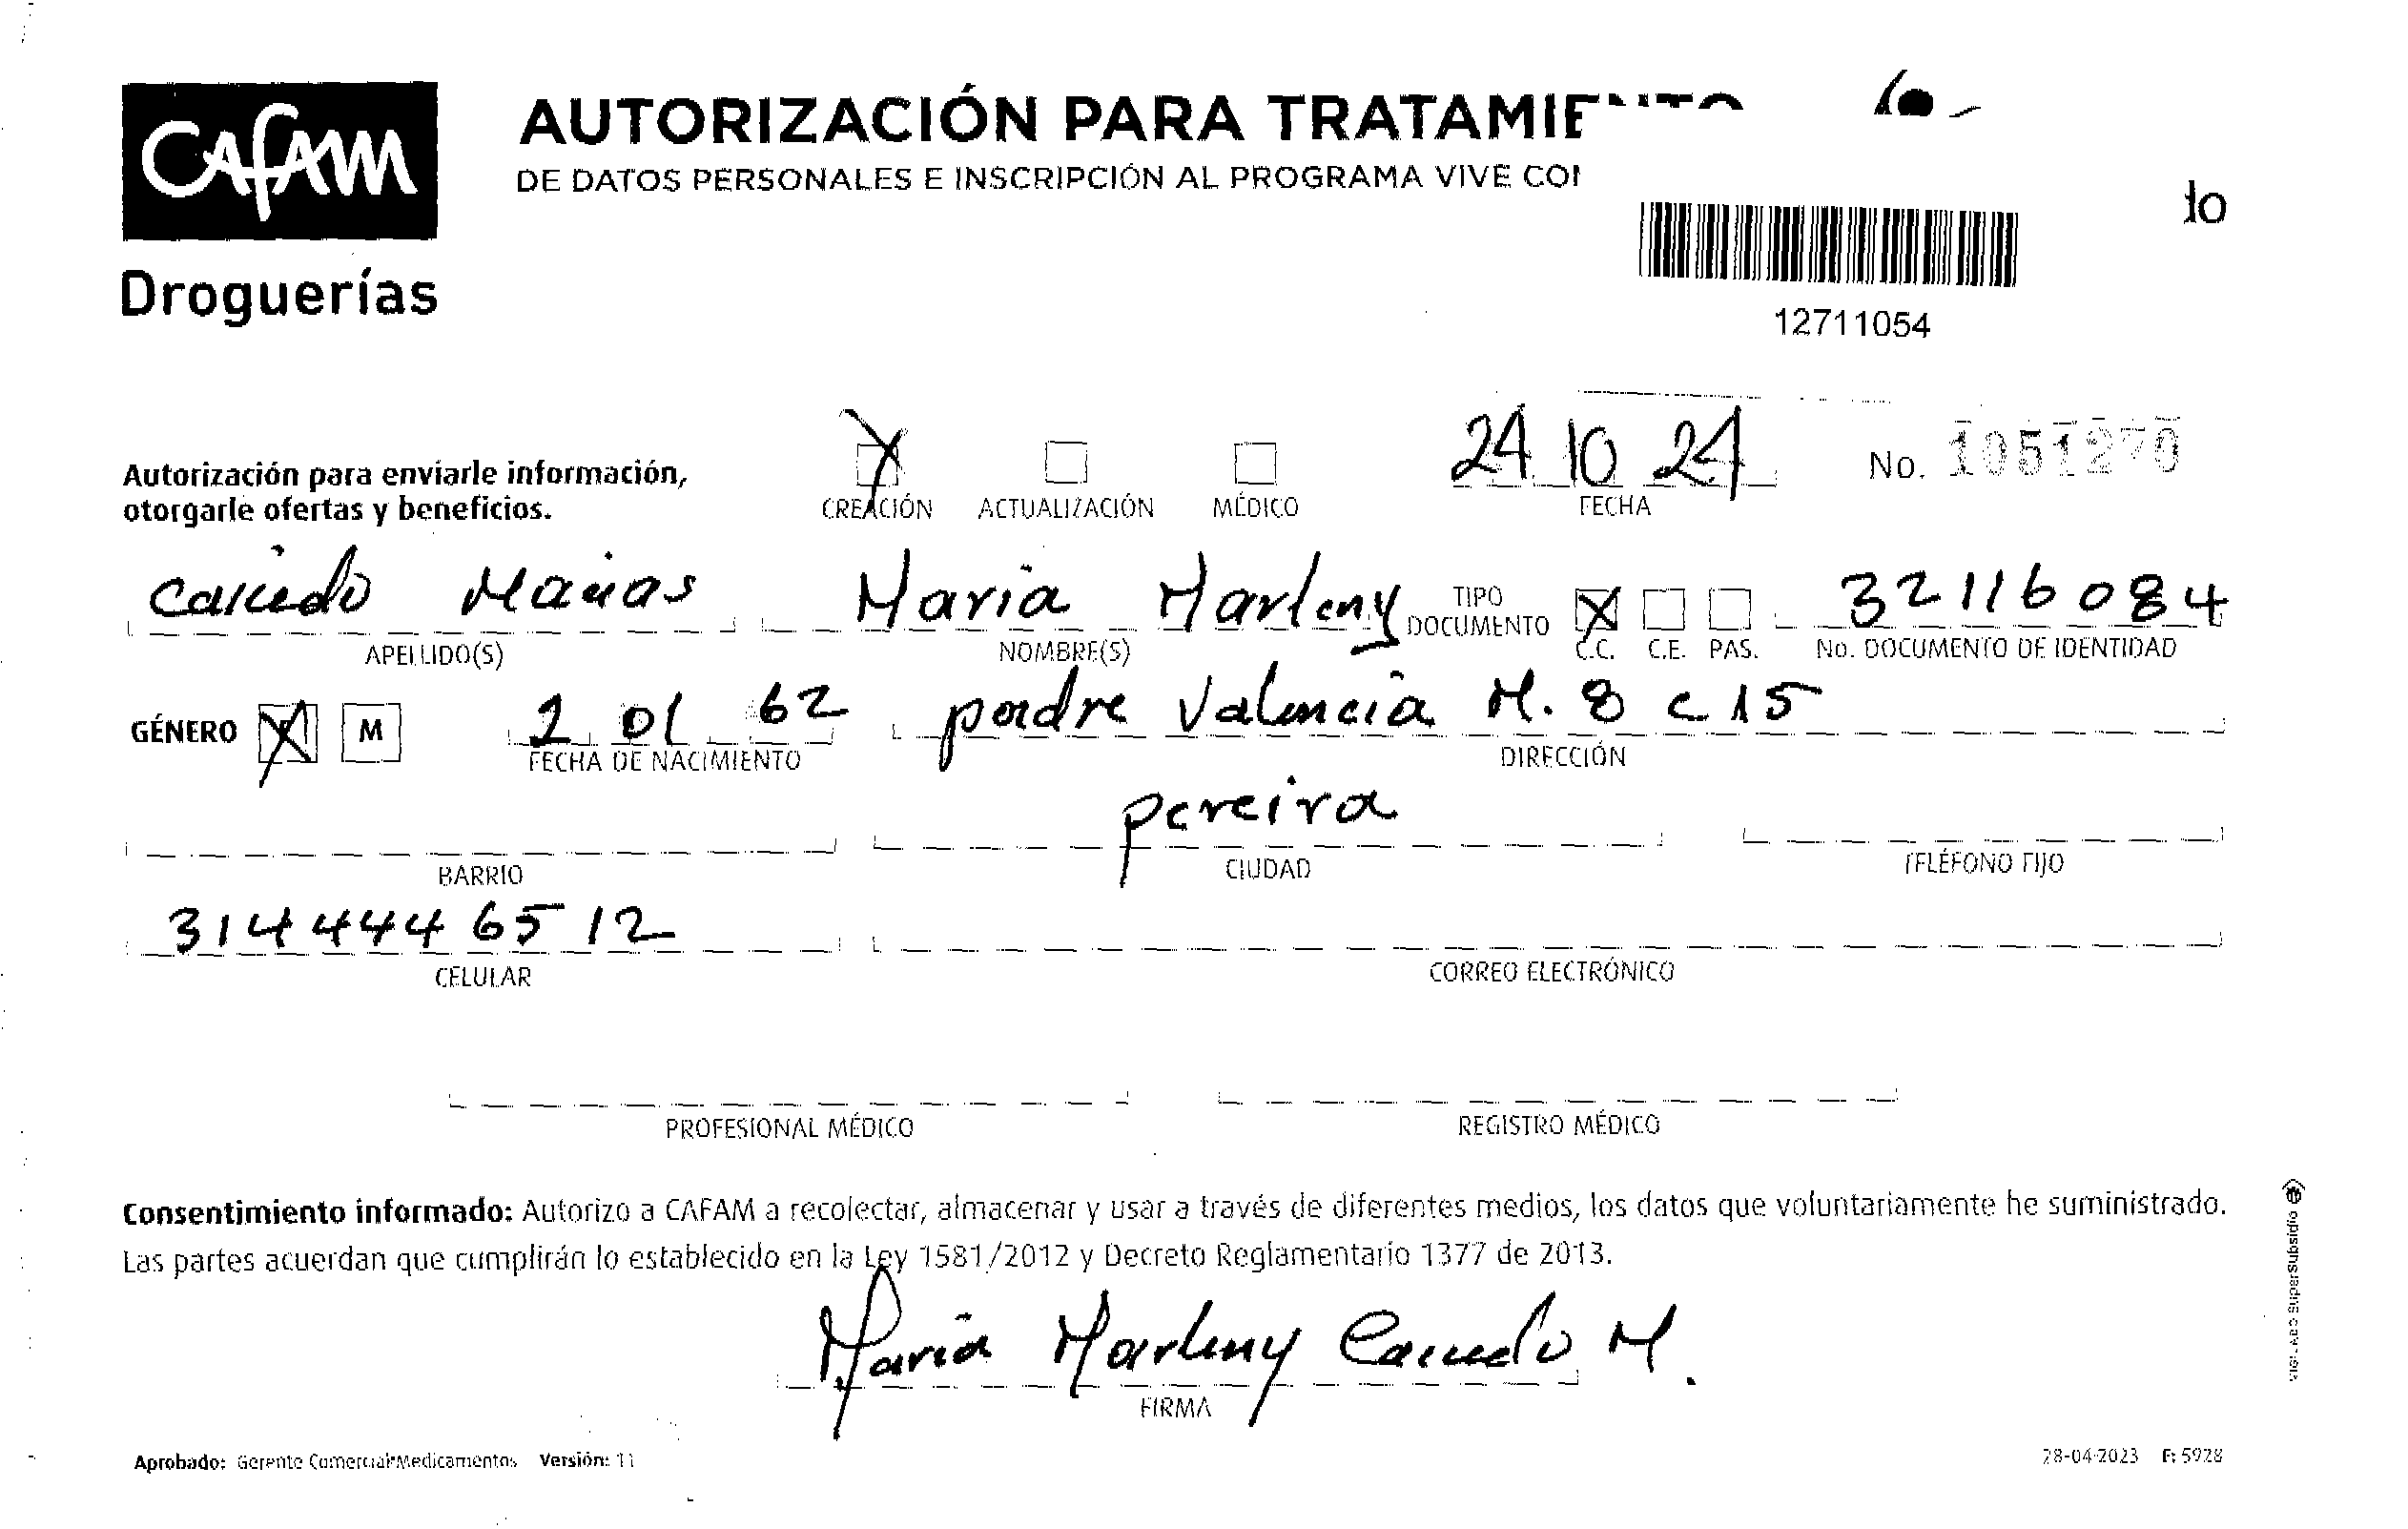 CAFAM
Droguerías
AUTORIZACIÓN PARA TRATAMIE
DE DATOS PERSONALES E INSCRIPCIÓN AL PROGRAMA VIVE CO
do
12711054
Autorización para enviarle información,
otorgarle ofertas y beneficios.
CREACIÓN ACTUALIZACIÓN MÉDICO
24 10 24
FECHA
No. 1051270
Caicedo Maria Marleny TIPO DOCUMENTO 32116084
APELLIDO(S) NOMBRE(S) C.C. C.E. PAS. No. DOCUMENTO DE IDENTIDAD
GÉNERO M 01 62 padre Valencia M. 8 C 15
FECHA DE NACIMIENTO DIRECCIÓN
pereira
BARRIO CIUDAD TELÉFONO FIJO
314 444 65 12
CELULAR CORREO ELECTRÓNICO
PROFESIONAL MÉDICO REGISTRO MÉDICO
Consentimiento informado: Autorizo a CAFAM a recolectar, almacenar y usar a través de diferentes medios, los datos que voluntariamente he suministrado.
Las partes acuerdan que cumplirán lo establecido en la Ley 1581/2012 y Decreto Reglamentario 1377 de 2013.
Maria Marleny Caicedo M.
FIRMA
Aprobado: Gerente Comercial Medicamentos Versión: 11
28-04-2023 F: 5928
VIGILADO SuperSubsidio